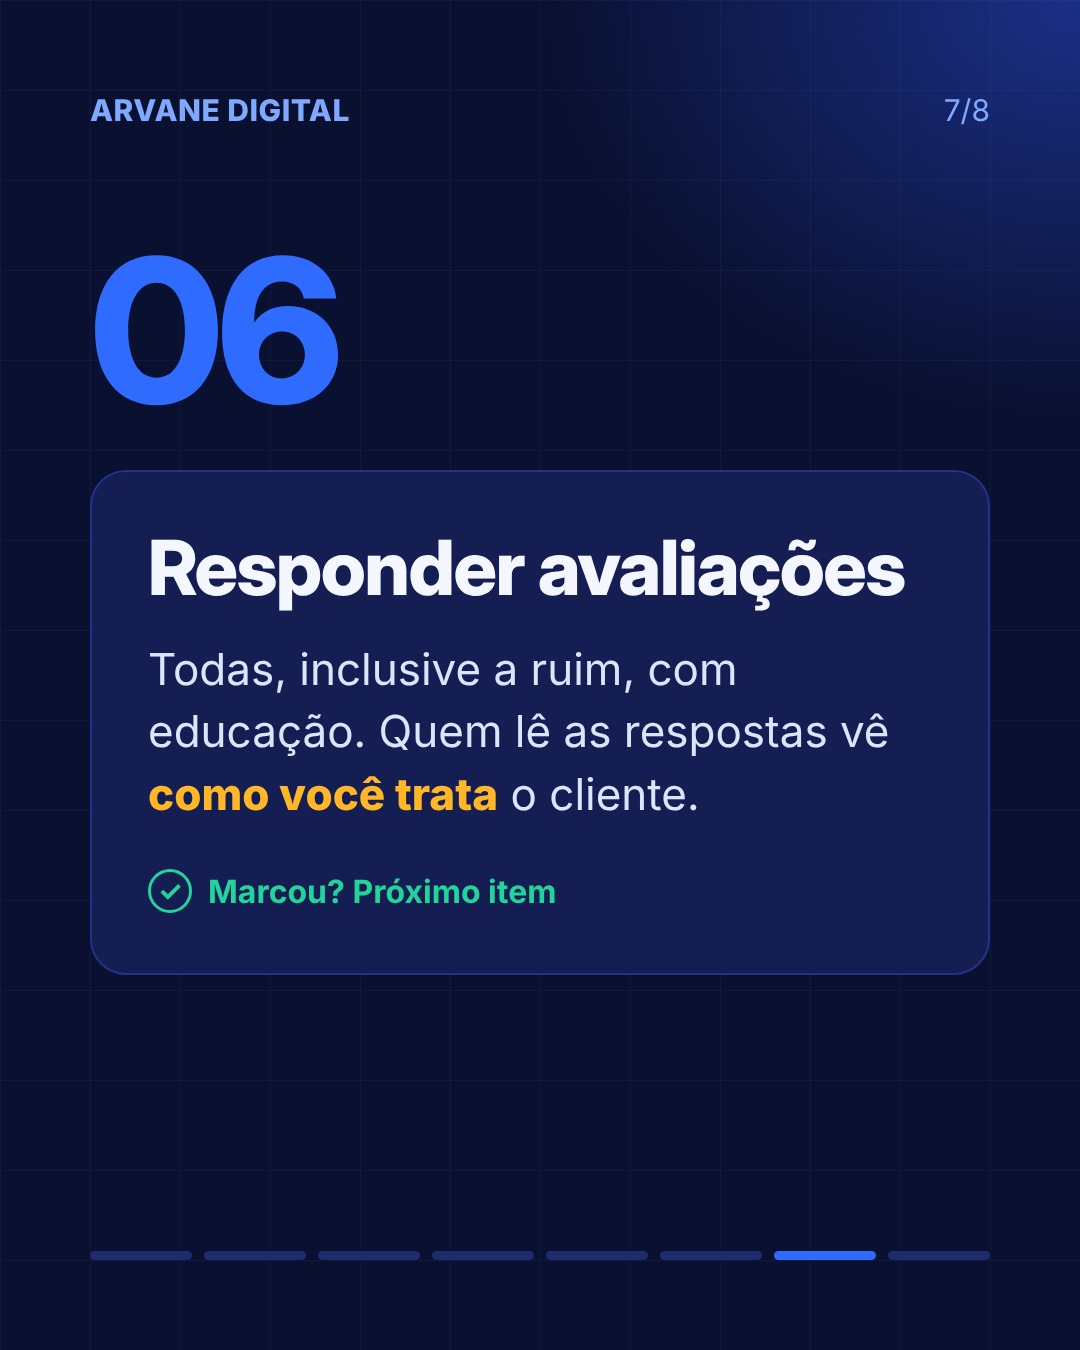 ARVANE DIGITAL
7/8
06
Responder avaliações
Todas, inclusive a ruim, com
educação. Quem lê as respostas vê
como você trata o cliente.
Marcou? Próximo item